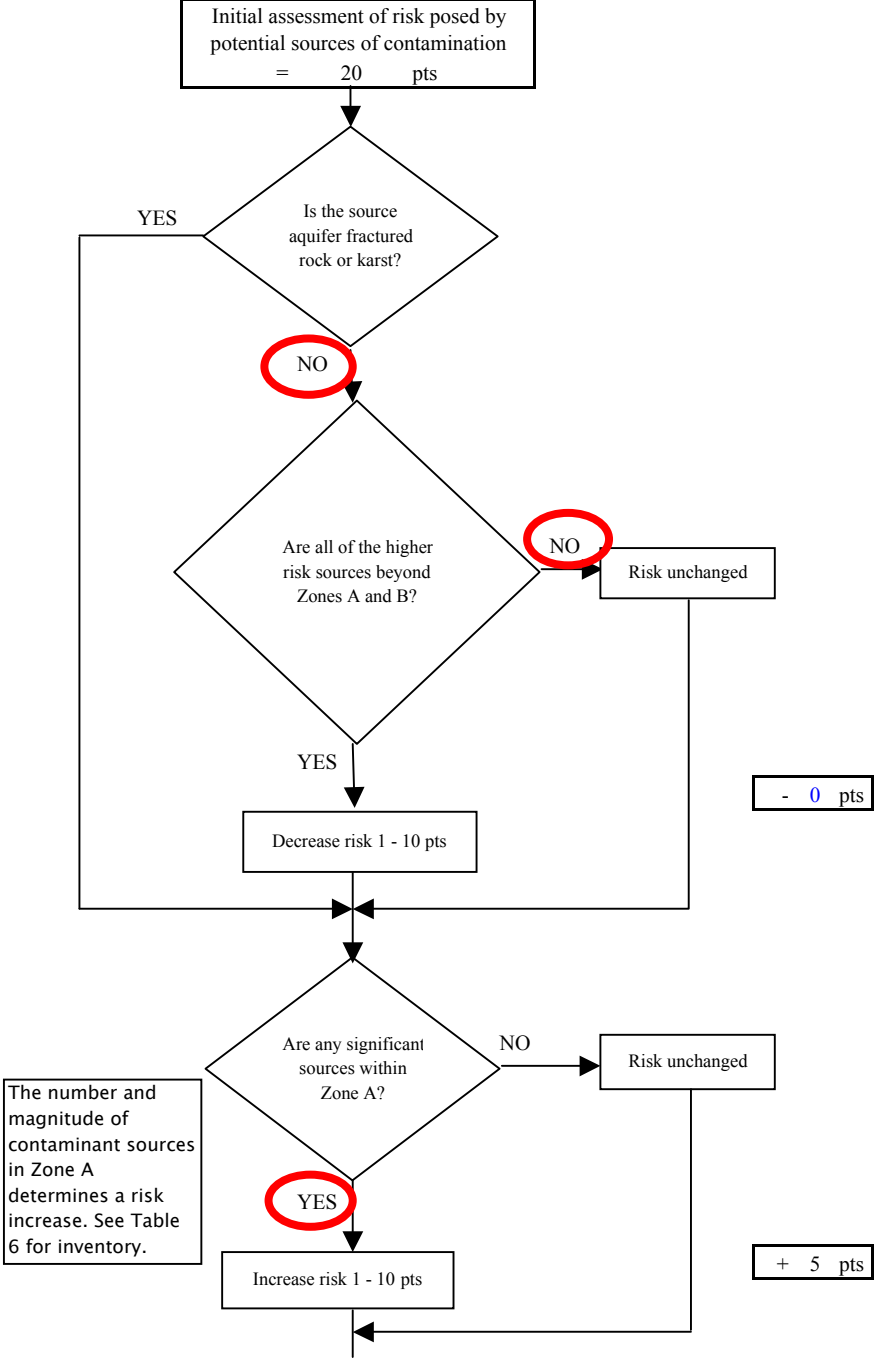 Initial assessment of risk posed by
potential sources of contamination
= 20 pts
YES
Is the source
aquifer fractured
rock or karst?
NO
Are all of the higher
risk sources beyond
Zones A and B?
NO
Risk unchanged
YES
- 0 pts
Decrease risk 1 - 10 pts
Are any significant
sources within
Zone A?
NO
Risk unchanged
The number and
magnitude of
contaminant sources
in Zone A
determines a risk
increase. See Table
6 for inventory.
YES
+ 5 pts
Increase risk 1 - 10 pts